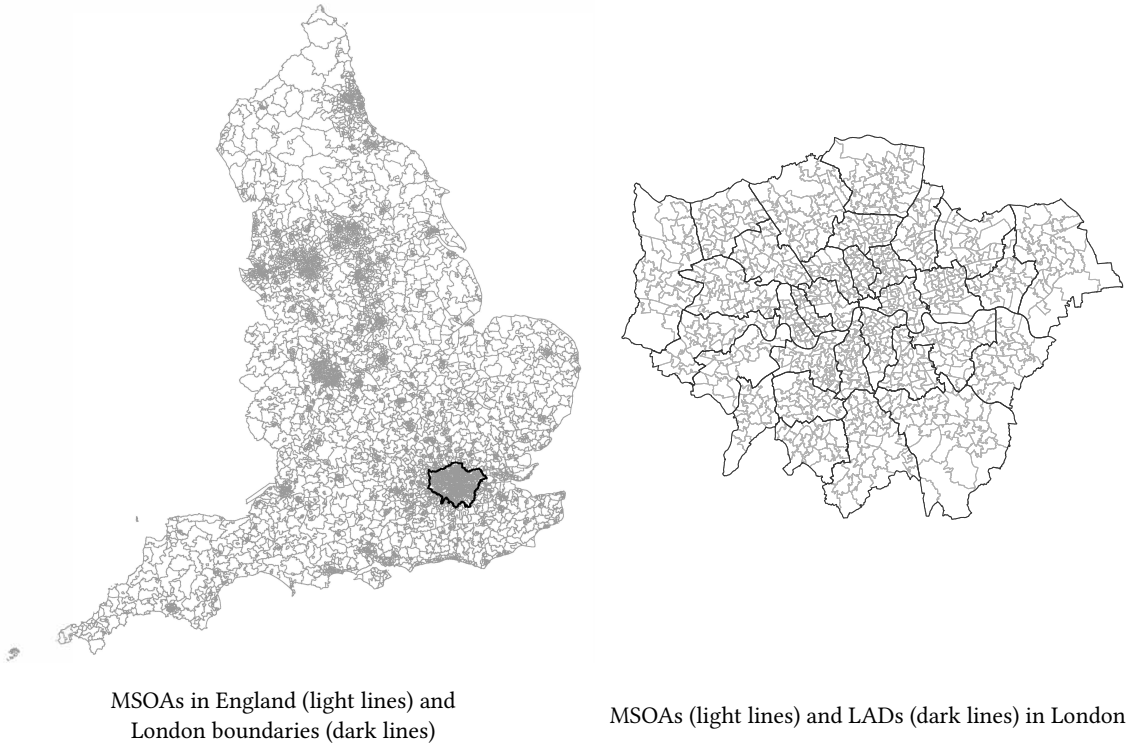 MSOAs in England (light lines) and
London boundaries (dark lines)
MSOAs (light lines) and LADs (dark lines) in London